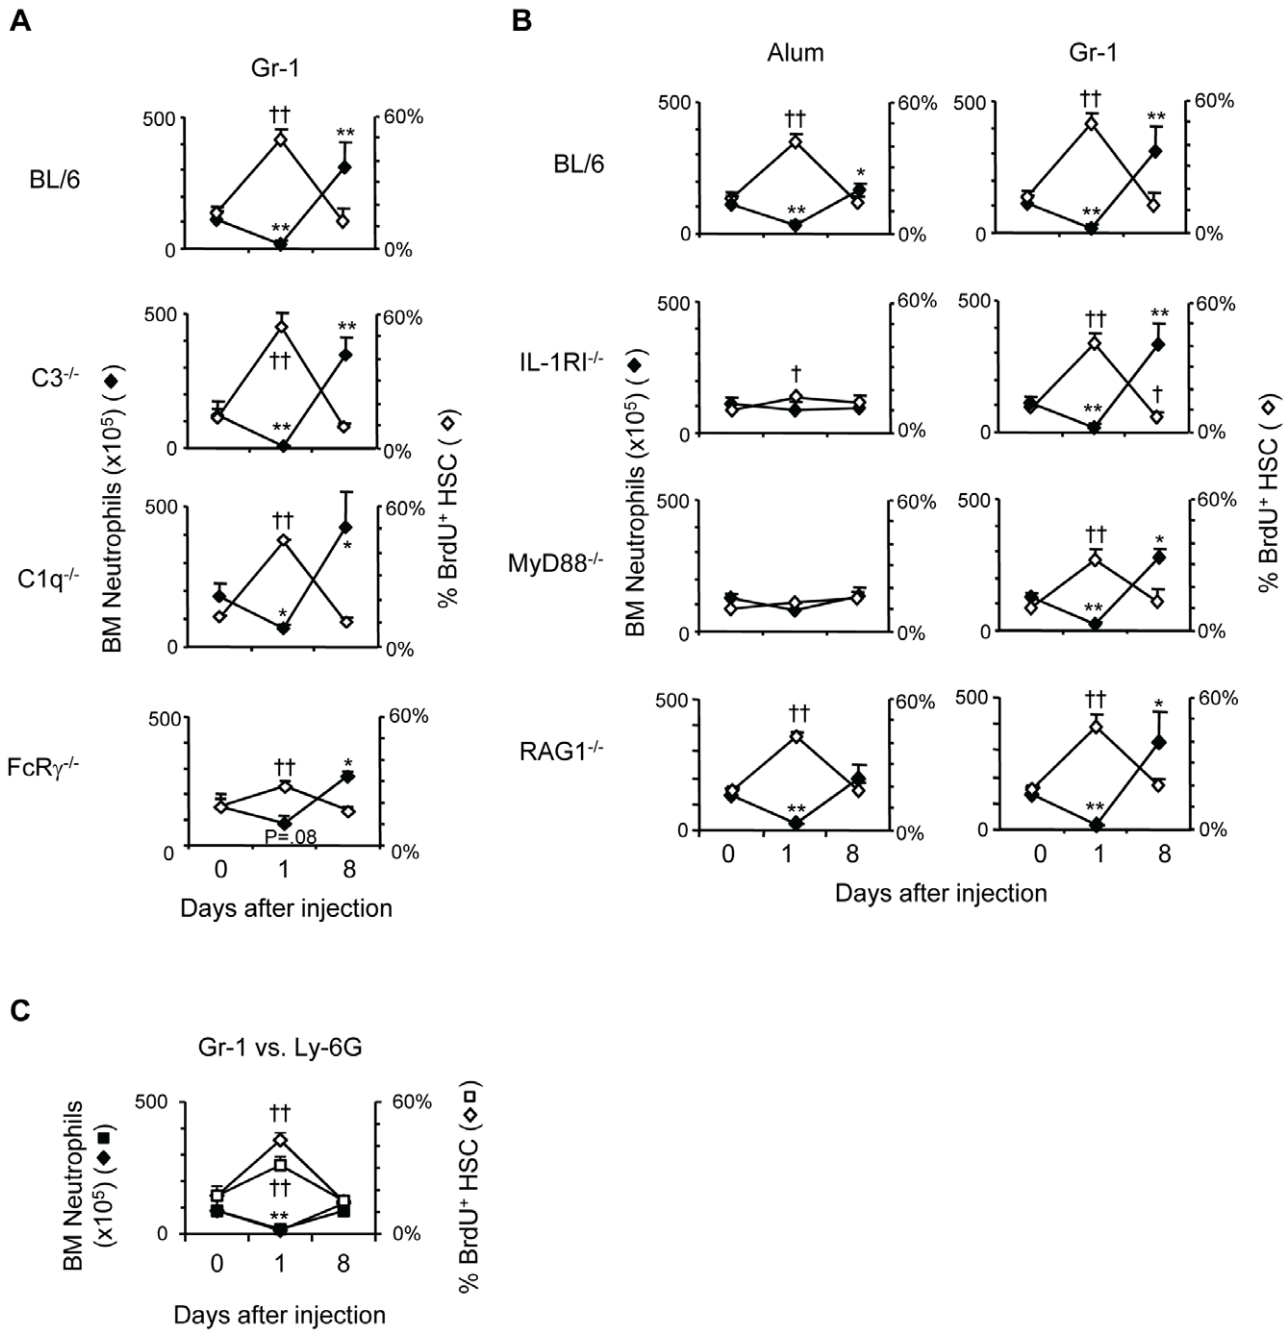 A
Gr-1
BL/6
500
0
60%
0%
††
**
**
C3-/-
500
0
60%
0%
††
**
**
C1q-/-
500
0
60%
0%
††
*
*
FcRγ-/-
500
0
60%
0%
††
*
P=.08
0 1 8
Days after injection
BM Neutrophils (x10⁵) (◆)
% BrdU⁺ HSC (◇)
B
Alum
Gr-1
BL/6
500
0
60%
0%
††
**
*
500
0
60%
0%
††
**
**
IL-1RI-/-
500
0
60%
0%
†
500
0
60%
0%
††
**
**
†
MyD88-/-
500
0
60%
0%
500
0
60%
0%
††
**
*
RAG1-/-
500
0
60%
0%
††
**
500
0
60%
0%
††
**
*
0 1 8
0 1 8
Days after injection
BM Neutrophils (x10⁵) (◆)
% BrdU⁺ HSC (◇)
C
Gr-1 vs. Ly-6G
BM Neutrophils
(x10⁵) (◆■)
500
0
60%
0%
††
††
**
% BrdU⁺ HSC (◇□)
0 1 8
Days after injection